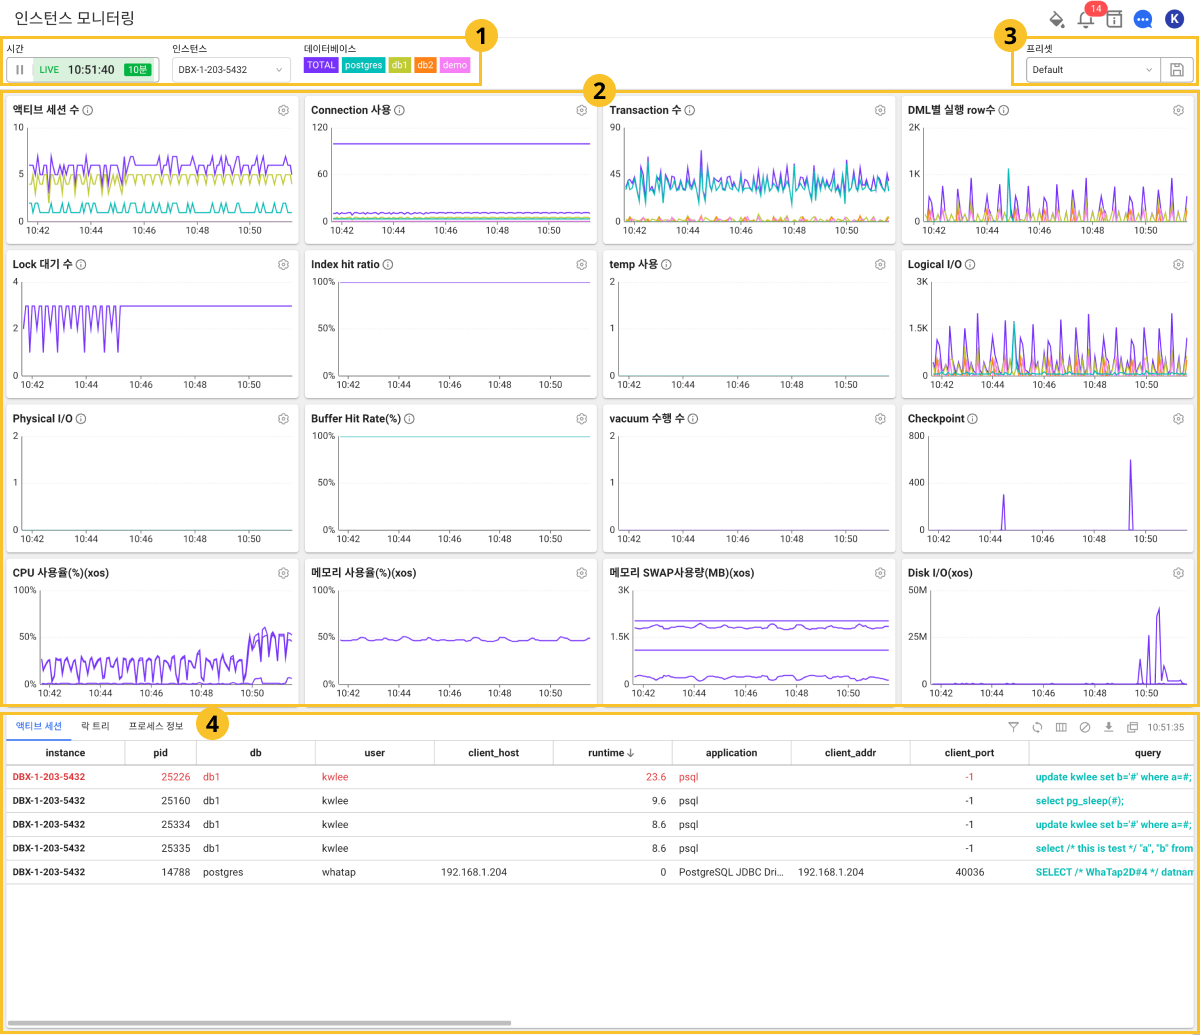 인스턴스 모니터링
14
K
1
3
시간
인스턴스
데이터베이스
프리셋
LIVE 10:51:40 10분
DBX-1-203-5432
TOTAL postgres db1 db2 demo
Default
2
액티브 세션 수
10
5
0
10:42 10:44 10:46 10:48 10:50
Connection 사용
120
60
0
10:42 10:44 10:46 10:48 10:50
Transaction 수
90
45
0
10:42 10:44 10:46 10:48 10:50
DML별 실행 row수
2K
1K
0
10:42 10:44 10:46 10:48 10:50
Lock 대기 수
4
2
0
10:42 10:44 10:46 10:48 10:50
Index hit ratio
100%
50%
0%
10:42 10:44 10:46 10:48 10:50
temp 사용
2
1
0
10:42 10:44 10:46 10:48 10:50
Logical I/O
3K
1.5K
0
10:42 10:44 10:46 10:48 10:50
Physical I/O
2
1
0
10:42 10:44 10:46 10:48 10:50
Buffer Hit Rate(%)
100%
50%
0%
10:42 10:44 10:46 10:48 10:50
vacuum 수행 수
2
1
0
10:42 10:44 10:46 10:48 10:50
Checkpoint
800
400
0
10:42 10:44 10:46 10:48 10:50
CPU 사용율(%)(xos)
100%
50%
0%
10:42 10:44 10:46 10:48 10:50
메모리 사용율(%)(xos)
100%
50%
0%
10:42 10:44 10:46 10:48 10:50
메모리 SWAP사용량(MB)(xos)
3K
1.5K
0
10:42 10:44 10:46 10:48 10:50
Disk I/O(xos)
50M
25M
0
10:42 10:44 10:46 10:48 10:50
액티브 세션 락 트리 프로세스 정보 4 10:51:35
instance pid db user client_host runtime application client_addr client_port query
DBX-1-203-5432 25226 db1 kwlee 23.6 psql -1 update kwlee set b='#' where a=#;
DBX-1-203-5432 25160 db1 kwlee 9.6 psql -1 select pg_sleep(#);
DBX-1-203-5432 25334 db1 kwlee 8.6 psql -1 update kwlee set b='#' where a=#;
DBX-1-203-5432 25335 db1 kwlee 8.6 psql -1 select /* this is test */ "a", "b" from
DBX-1-203-5432 14788 postgres whatap 192.168.1.204 0 PostgreSQL JDBC Dri... 192.168.1.204 40036 SELECT /* WhaTap2D#4 */ datnam